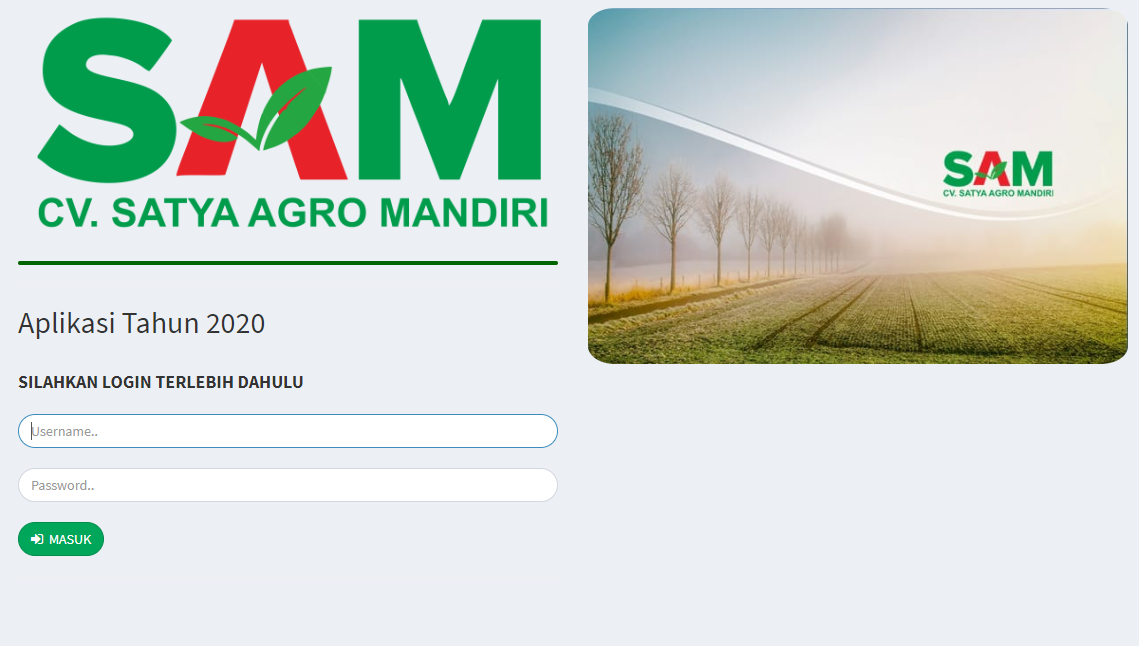 SAM
CV. SATYA AGRO MANDIRI
Aplikasi Tahun 2020
SILAHKAN LOGIN TERLEBIH DAHULU
Username..
Password..
MASUK
SAM
CV. SATYA AGRO MANDIRI